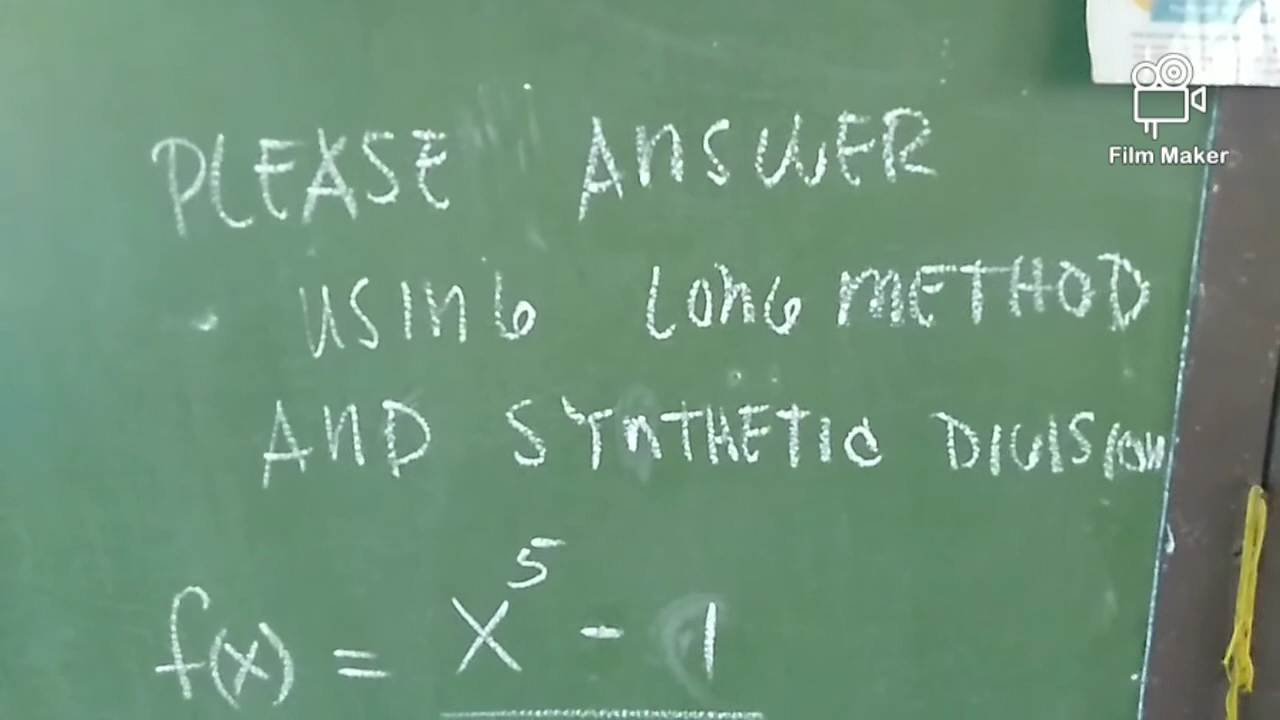 PLEASE ANSWER
USING LONG METHOD
AND SYNTHETIC DIVISION
f(x) = x⁵ - 1
Film Maker